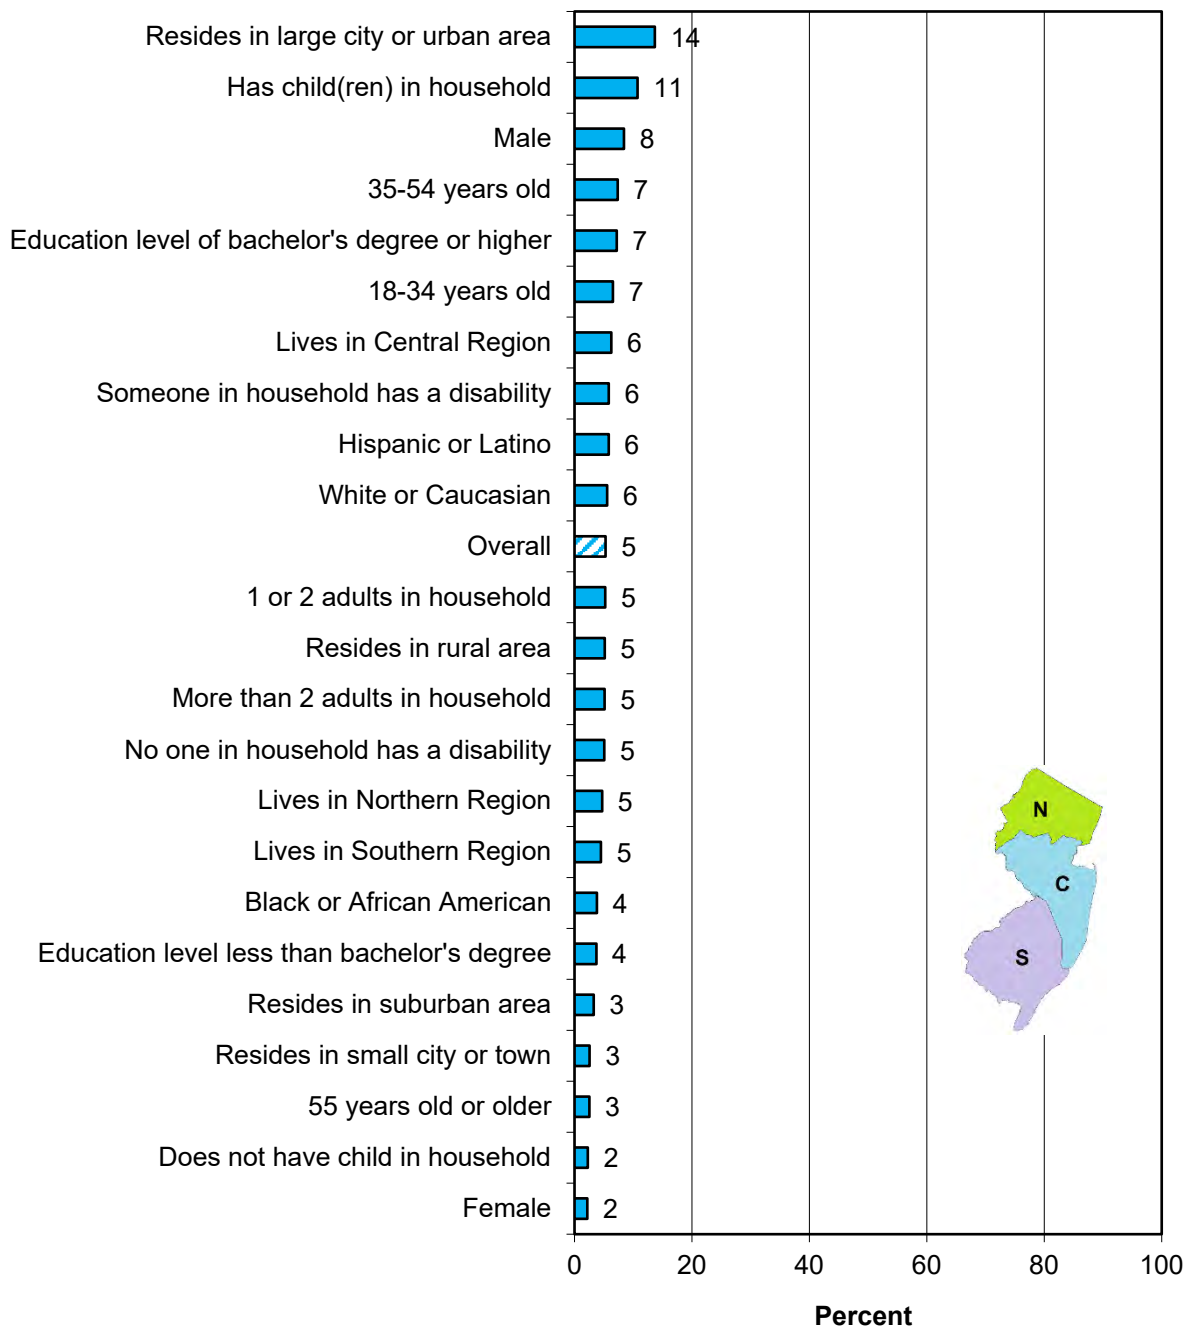 Resides in large city or urban area 14
Has child(ren) in household 11
Male 8
35-54 years old 7
Education level of bachelor's degree or higher 7
18-34 years old 7
Lives in Central Region 6
Someone in household has a disability 6
Hispanic or Latino 6
White or Caucasian 6
Overall 5
1 or 2 adults in household 5
Resides in rural area 5
More than 2 adults in household 5
No one in household has a disability 5
Lives in Northern Region 5
N
Lives in Southern Region 5
C
Black or African American 4
Education level less than bachelor's degree 4
S
Resides in suburban area 3
Resides in small city or town 3
55 years old or older 3
Does not have child in household 2
Female 2
0 20 40 60 80 100
Percent